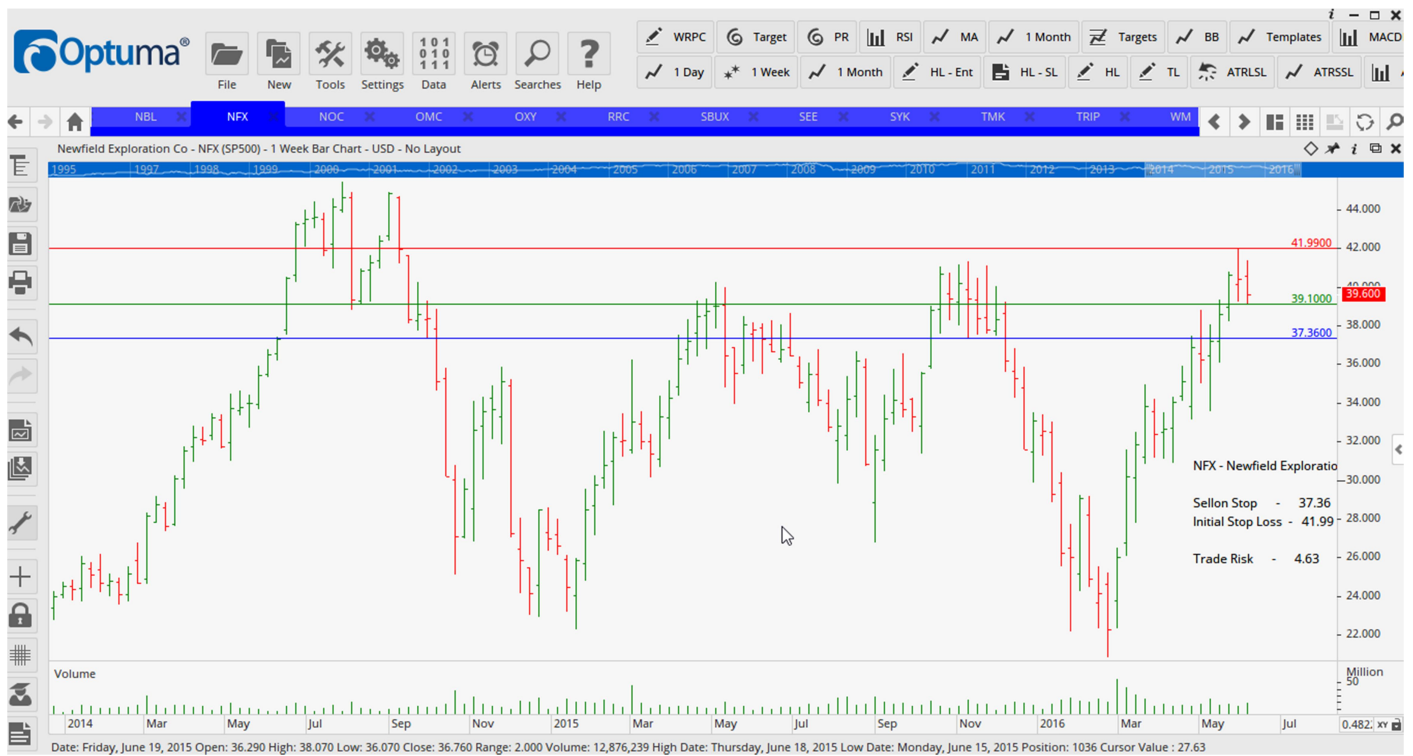 Optuma®
File New Tools Settings Data Alerts Searches Help
WRPC Target PR RSI MA 1 Month Targets BB Templates MACD
1 Day 1 Week 1 Month HL - Ent HL - SL HL TL ATRLSL ATRSSL
NBL NFX NOC OMC OXY RRC SBUX SEE SYK TMK TRIP WM
Newfield Exploration Co - NFX (SP500) - 1 Week Bar Chart - USD - No Layout
1995 1997 1998 1999 2000 2001 2002 2003 2004 2005 2006 2007 2008 2009 2010 2011 2012 2013 2014 2015 2016
44.000
41.9900
42.000
40.000
39.600
39.1000
38.000
37.3600
36.000
34.000
32.000
NFX - Newfield Exploratio
30.000
Sellon Stop - 37.36
Initial Stop Loss - 41.99
28.000
Trade Risk - 4.63
26.000
24.000
22.000
Volume
Million
50
2014 Mar May Jul Sep Nov 2015 Mar May Jul Sep Nov 2016 Mar May Jul
0.482 XY
Date: Friday, June 19, 2015 Open: 36.290 High: 38.070 Low: 36.070 Close: 36.760 Range: 2.000 Volume: 12,876,239 High Date: Thursday, June 18, 2015 Low Date: Monday, June 15, 2015 Position: 1036 Cursor Value : 27.63